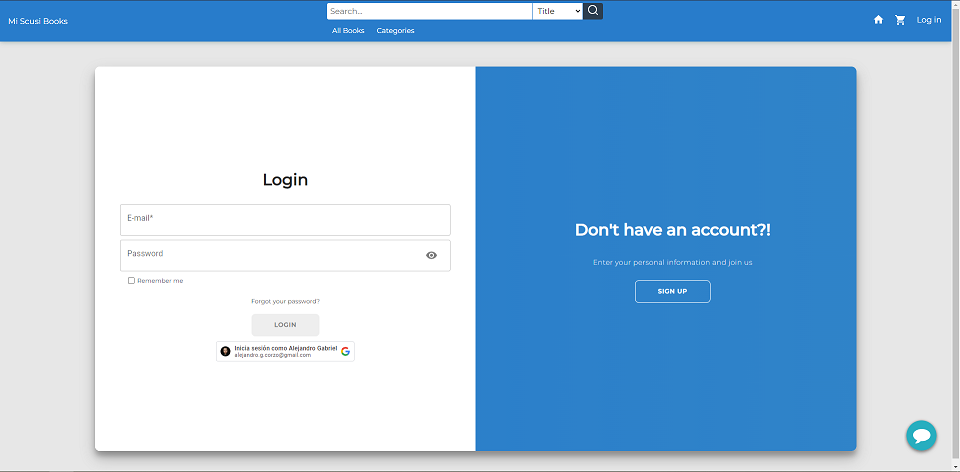 Mi Scusi Books
Search...
Title
Log in
All Books
Categories
Login
E-mail*
Password
Remember me
Forgot your password?
LOGIN
Inicia sesión como Alejandro Gabriel
alejandro.g.corzo@gmail.com
Don't have an account?!
Enter your personal information and join us
SIGN UP